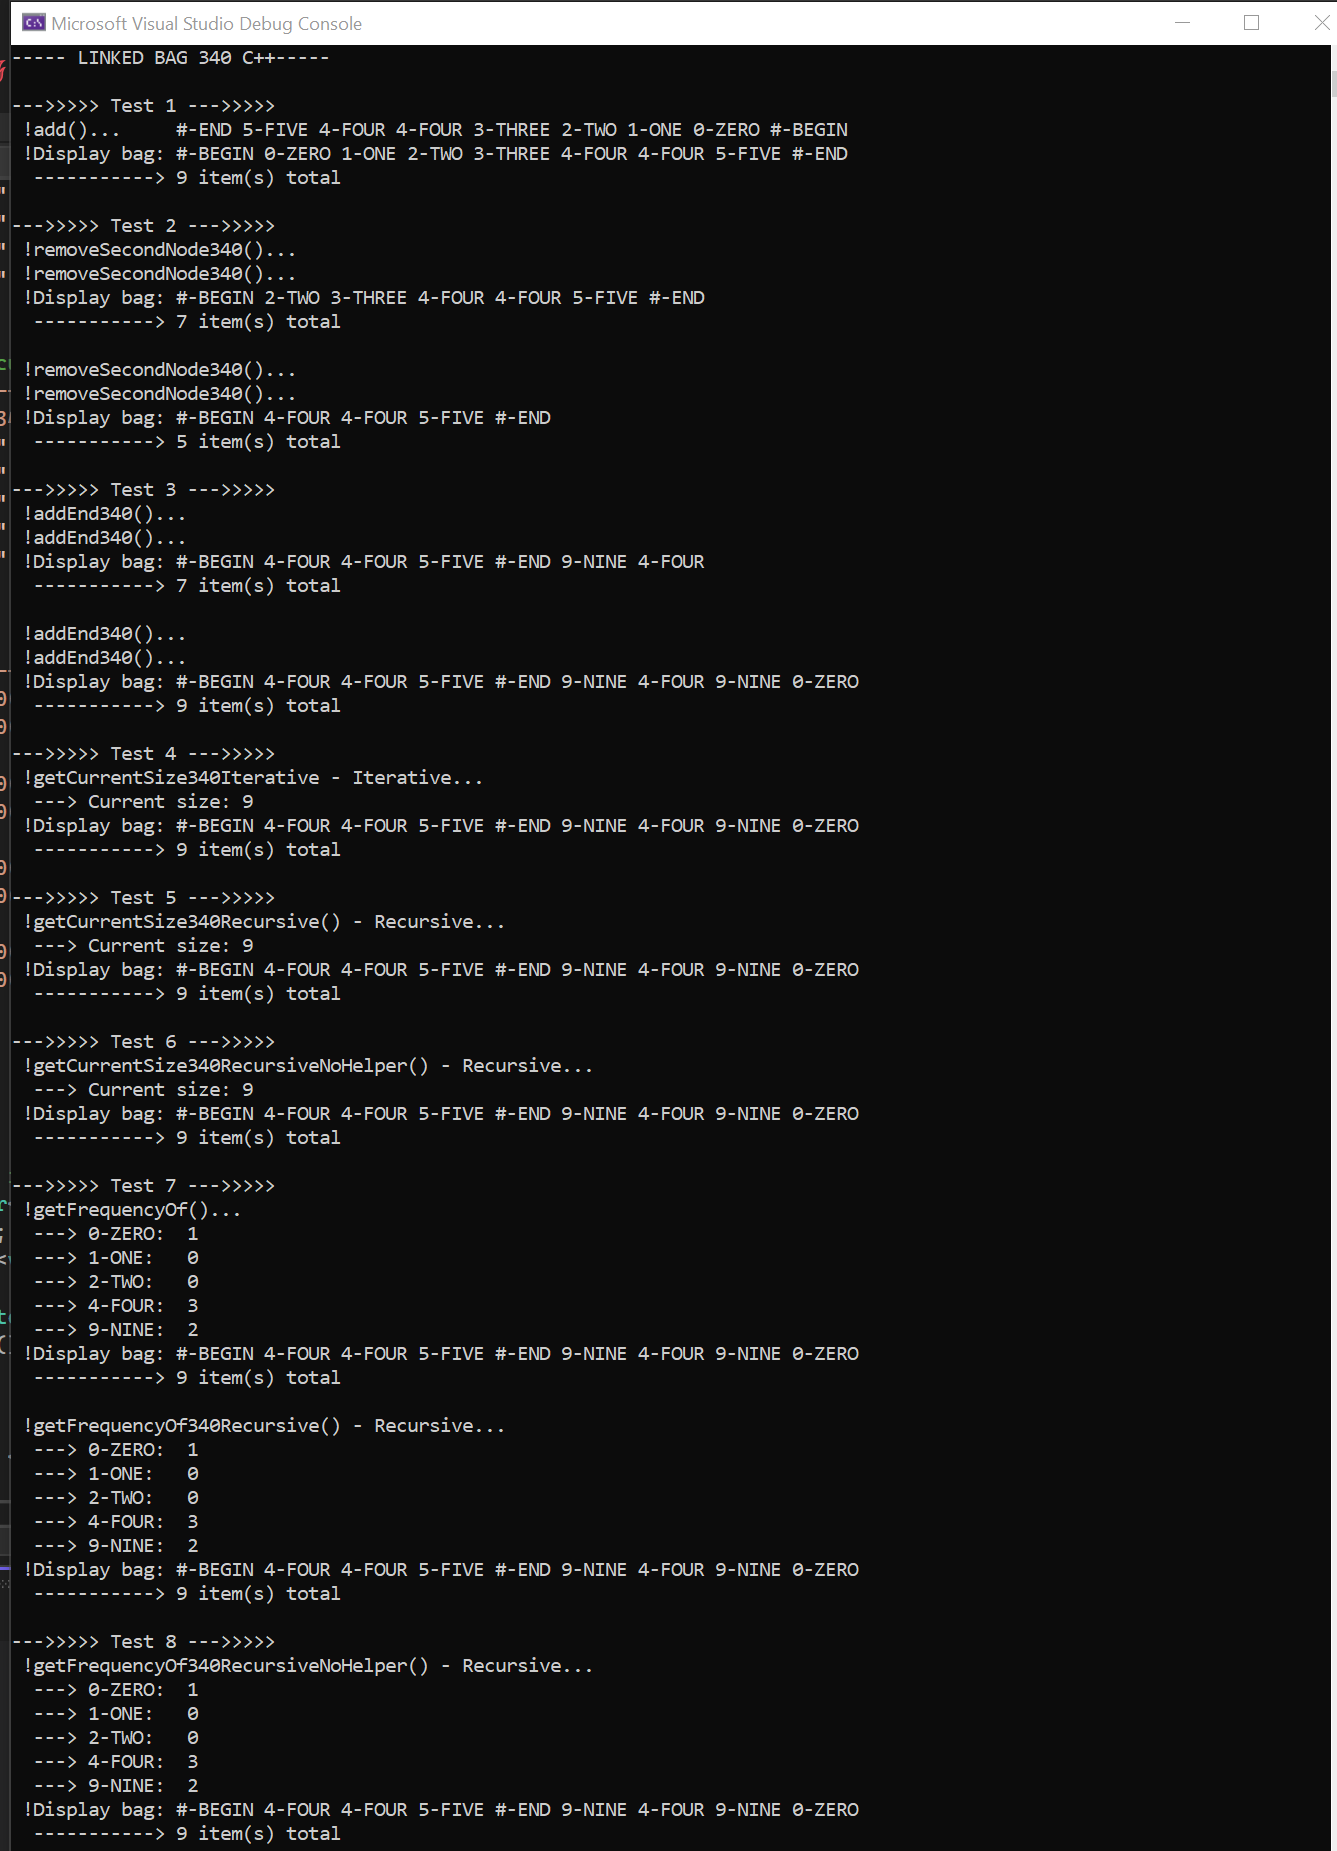 Microsoft Visual Studio Debug Console
----- LINKED BAG 340 C++-----
--->>>>> Test 1 --->>>>>
!add()...     #-END 5-FIVE 4-FOUR 4-FOUR 3-THREE 2-TWO 1-ONE 0-ZERO #-BEGIN
!Display bag: #-BEGIN 0-ZERO 1-ONE 2-TWO 3-THREE 4-FOUR 4-FOUR 5-FIVE #-END
-----------> 9 item(s) total
--->>>>> Test 2 --->>>>>
!removeSecondNode340()...
!removeSecondNode340()...
!Display bag: #-BEGIN 2-TWO 3-THREE 4-FOUR 4-FOUR 5-FIVE #-END
-----------> 7 item(s) total
!removeSecondNode340()...
!removeSecondNode340()...
!Display bag: #-BEGIN 4-FOUR 4-FOUR 5-FIVE #-END
-----------> 5 item(s) total
--->>>>> Test 3 --->>>>>
!addEnd340()...
!addEnd340()...
!Display bag: #-BEGIN 4-FOUR 4-FOUR 5-FIVE #-END 9-NINE 4-FOUR
-----------> 7 item(s) total
!addEnd340()...
!addEnd340()...
!Display bag: #-BEGIN 4-FOUR 4-FOUR 5-FIVE #-END 9-NINE 4-FOUR 9-NINE 0-ZERO
-----------> 9 item(s) total
--->>>>> Test 4 --->>>>>
!getCurrentSize340Iterative - Iterative...
---> Current size: 9
!Display bag: #-BEGIN 4-FOUR 4-FOUR 5-FIVE #-END 9-NINE 4-FOUR 9-NINE 0-ZERO
-----------> 9 item(s) total
--->>>>> Test 5 --->>>>>
!getCurrentSize340Recursive() - Recursive...
---> Current size: 9
!Display bag: #-BEGIN 4-FOUR 4-FOUR 5-FIVE #-END 9-NINE 4-FOUR 9-NINE 0-ZERO
-----------> 9 item(s) total
--->>>>> Test 6 --->>>>>
!getCurrentSize340RecursiveNoHelper() - Recursive...
---> Current size: 9
!Display bag: #-BEGIN 4-FOUR 4-FOUR 5-FIVE #-END 9-NINE 4-FOUR 9-NINE 0-ZERO
-----------> 9 item(s) total
--->>>>> Test 7 --->>>>>
!getFrequencyOf()...
---> 0-ZERO:  1
---> 1-ONE:   0
---> 2-TWO:   0
---> 4-FOUR:  3
---> 9-NINE:  2
!Display bag: #-BEGIN 4-FOUR 4-FOUR 5-FIVE #-END 9-NINE 4-FOUR 9-NINE 0-ZERO
-----------> 9 item(s) total
!getFrequencyOf340Recursive() - Recursive...
---> 0-ZERO:  1
---> 1-ONE:   0
---> 2-TWO:   0
---> 4-FOUR:  3
---> 9-NINE:  2
!Display bag: #-BEGIN 4-FOUR 4-FOUR 5-FIVE #-END 9-NINE 4-FOUR 9-NINE 0-ZERO
-----------> 9 item(s) total
--->>>>> Test 8 --->>>>>
!getFrequencyOf340RecursiveNoHelper() - Recursive...
---> 0-ZERO:  1
---> 1-ONE:   0
---> 2-TWO:   0
---> 4-FOUR:  3
---> 9-NINE:  2
!Display bag: #-BEGIN 4-FOUR 4-FOUR 5-FIVE #-END 9-NINE 4-FOUR 9-NINE 0-ZERO
-----------> 9 item(s) total